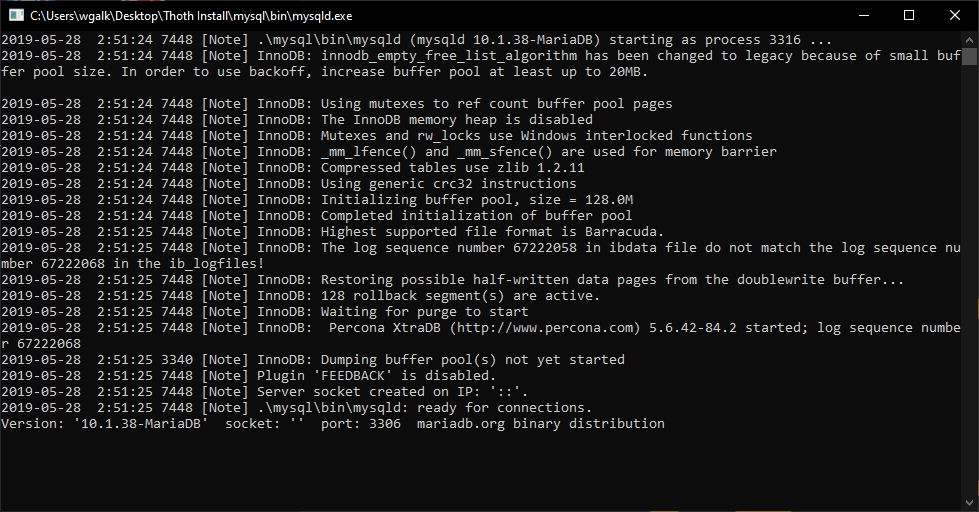 C:\Users\wgalk\Desktop\Thoth Install\mysql\bin\mysqld.exe
2019-05-28  2:51:24 7448 [Note] .\mysql\bin\mysqld (mysqld 10.1.38-MariaDB) starting as process 3316 ...
2019-05-28  2:51:24 7448 [Note] InnoDB: innodb_empty_free_list_algorithm has been changed to legacy because of small buf
fer pool size. In order to use backoff, increase buffer pool at least up to 20MB.
2019-05-28  2:51:24 7448 [Note] InnoDB: Using mutexes to ref count buffer pool pages
2019-05-28  2:51:24 7448 [Note] InnoDB: The InnoDB memory heap is disabled
2019-05-28  2:51:24 7448 [Note] InnoDB: Mutexes and rw_locks use Windows interlocked functions
2019-05-28  2:51:24 7448 [Note] InnoDB: _mm_lfence() and _mm_sfence() are used for memory barrier
2019-05-28  2:51:24 7448 [Note] InnoDB: Compressed tables use zlib 1.2.11
2019-05-28  2:51:24 7448 [Note] InnoDB: Using generic crc32 instructions
2019-05-28  2:51:24 7448 [Note] InnoDB: Initializing buffer pool, size = 128.0M
2019-05-28  2:51:24 7448 [Note] InnoDB: Completed initialization of buffer pool
2019-05-28  2:51:25 7448 [Note] InnoDB: Highest supported file format is Barracuda.
2019-05-28  2:51:25 7448 [Note] InnoDB: The log sequence number 67222058 in ibdata file do not match the log sequence nu
mber 67222068 in the ib_logfiles!
2019-05-28  2:51:25 7448 [Note] InnoDB: Restoring possible half-written data pages from the doublewrite buffer...
2019-05-28  2:51:25 7448 [Note] InnoDB: 128 rollback segment(s) are active.
2019-05-28  2:51:25 7448 [Note] InnoDB: Waiting for purge to start
2019-05-28  2:51:25 7448 [Note] InnoDB:  Percona XtraDB (http://www.percona.com) 5.6.42-84.2 started; log sequence numbe
r 67222068
2019-05-28  2:51:25 3340 [Note] InnoDB: Dumping buffer pool(s) not yet started
2019-05-28  2:51:25 7448 [Note] Plugin 'FEEDBACK' is disabled.
2019-05-28  2:51:25 7448 [Note] Server socket created on IP: '::'.
2019-05-28  2:51:25 7448 [Note] .\mysql\bin\mysqld: ready for connections.
Version: '10.1.38-MariaDB'  socket: ''  port: 3306  mariadb.org binary distribution